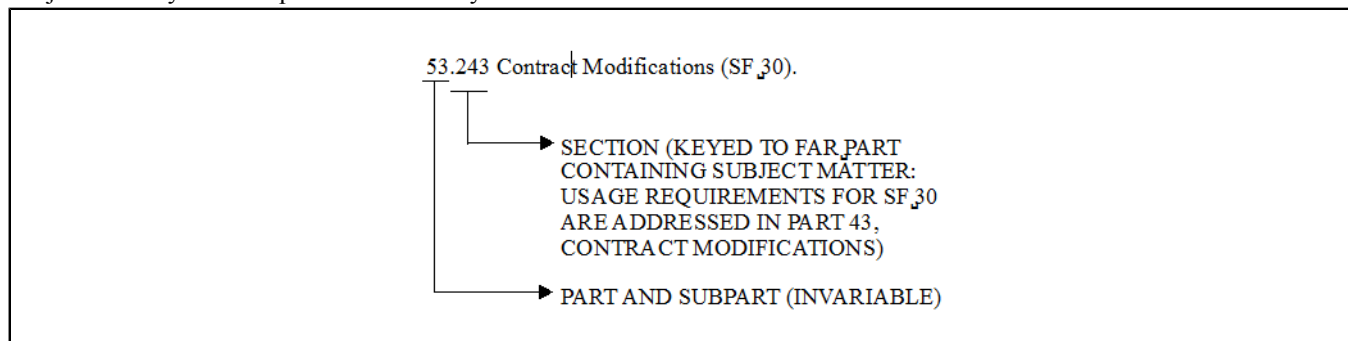 53.243 Contract Modifications (SF 30).
SECTION (KEYED TO FAR PART
CONTAINING SUBJECT MATTER:
USAGE REQUIREMENTS FOR SF 30
ARE ADDRESSED IN PART 43,
CONTRACT MODIFICATIONS)
PART AND SUBPART (INVARIABLE)